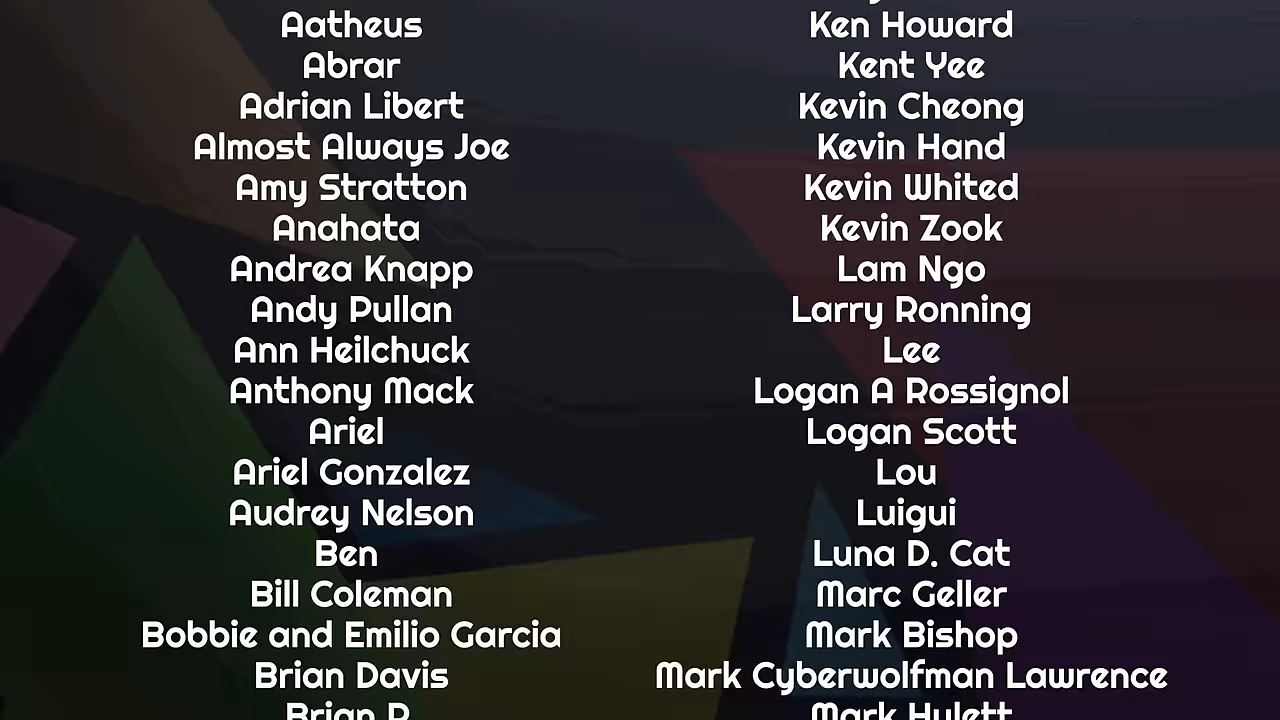 Aatheus
Abrar
Adrian Libert
Almost Always Joe
Amy Stratton
Anahata
Andrea Knapp
Andy Pullan
Ann Heilchuck
Anthony Mack
Ariel
Ariel Gonzalez
Audrey Nelson
Ben
Bill Coleman
Bobbie and Emilio Garcia
Brian Davis
Brian
Ken Howard
Kent Yee
Kevin Cheong
Kevin Hand
Kevin Whited
Kevin Zook
Lam Ngo
Larry Ronning
Lee
Logan A Rossignol
Logan Scott
Lou
Luigui
Luna D. Cat
Marc Geller
Mark Bishop
Mark Cyberwolfman Lawrence
Mark Hulett